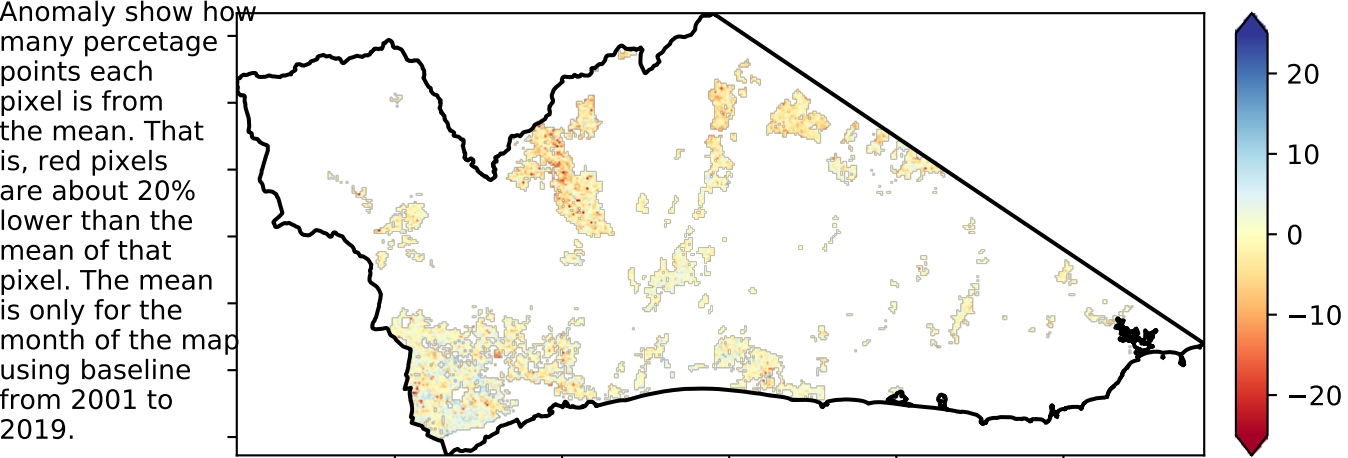 Anomaly show how
many percetage
points each
pixel is from
the mean. That
is, red pixels
are about 20%
lower than the
mean of that
pixel. The mean
is only for the
month of the map
using baseline
from 2001 to
2019.
20
10
0
−10
−20